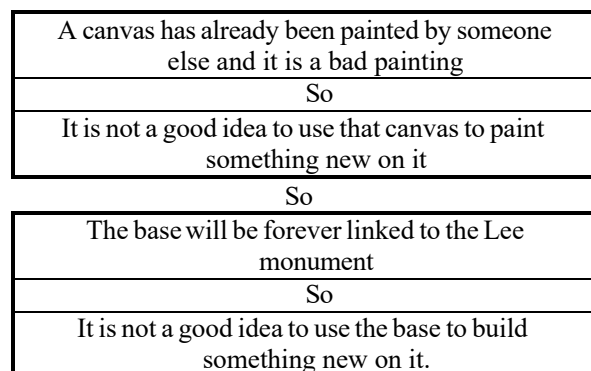 A canvas has already been painted by someone
else and it is a bad painting
So
It is not a good idea to use that canvas to paint
something new on it
So
The base will be forever linked to the Lee
monument
So
It is not a good idea to use the base to build
something new on it.